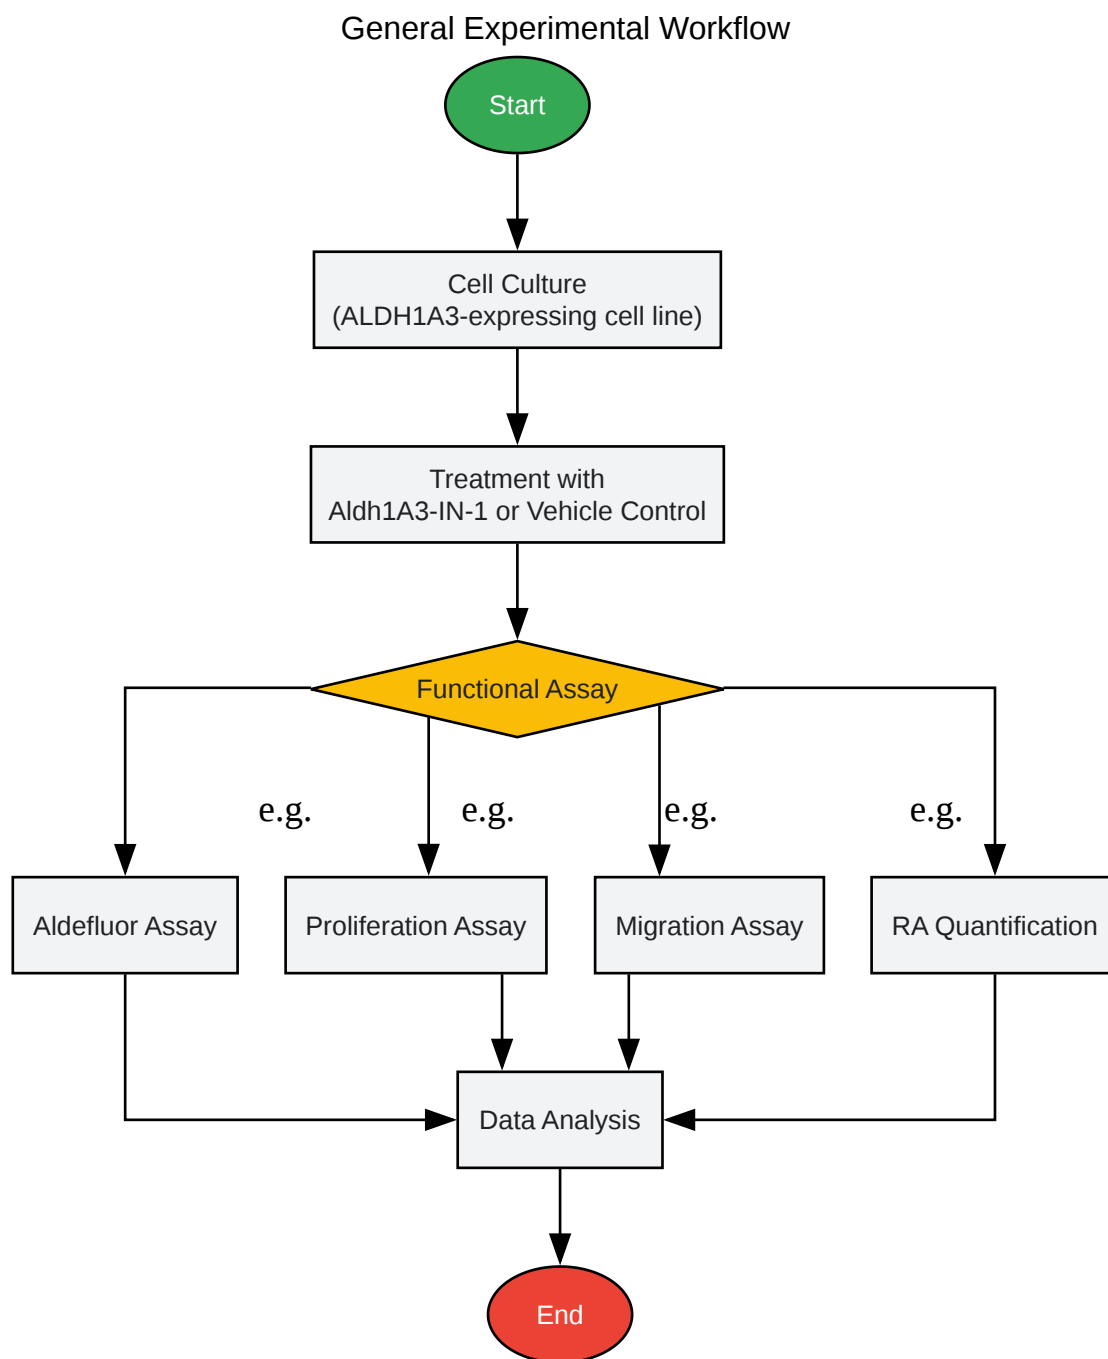 General Experimental Workflow
Start
Cell Culture
(ALDH1A3-expressing cell line)
Treatment with
Aldh1A3-IN-1 or Vehicle Control
Functional Assay
e.g.
e.g.
e.g.
e.g.
Aldefluor Assay
Proliferation Assay
Migration Assay
RA Quantification
Data Analysis
End